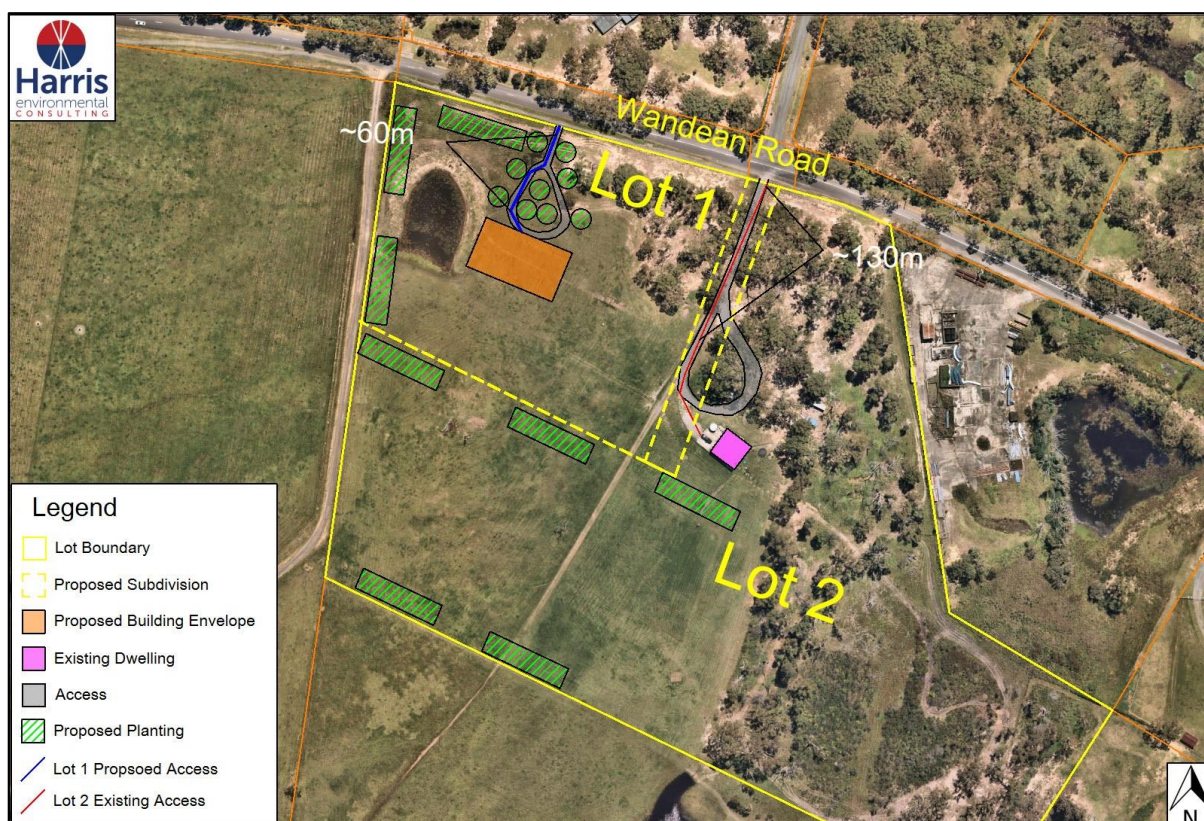 Harris
environmental
CONSULTING
~60m
Wandean Road
Lot 1
~130m
Lot 2
Legend
Lot Boundary
Proposed Subdivision
Proposed Building Envelope
Existing Dwelling
Access
Proposed Planting
Lot 1 Propsoed Access
Lot 2 Existing Access
N